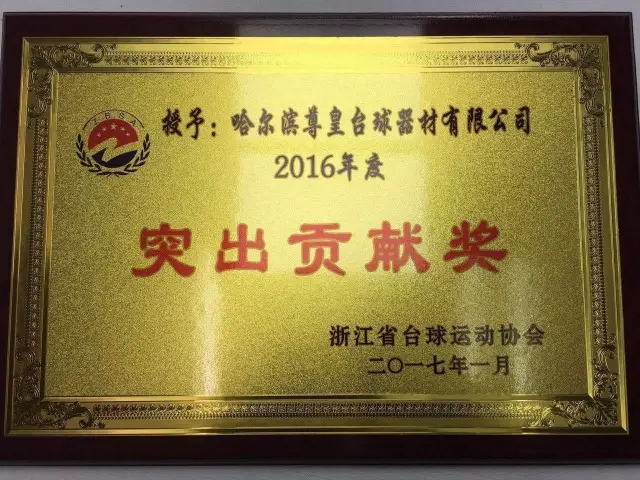 授予：哈尔滨尊皇台球器材有限公司
2016年度
突出贡献奖
浙江省台球运动协会
二〇一七年一月